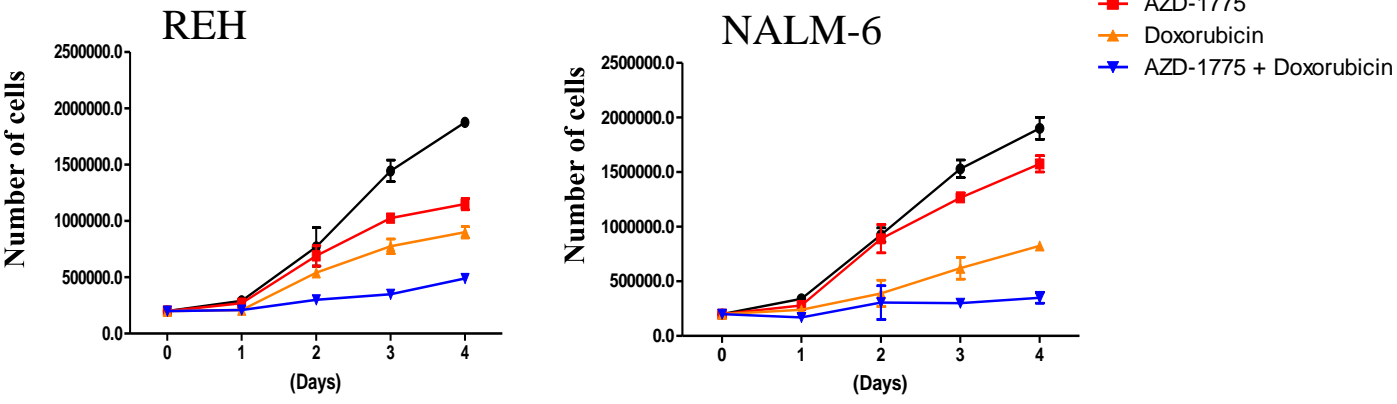 REH
Number of cells
2500000.0
2000000.0
1500000.0
1000000.0
500000.0
0.0
0 1 2 3 4
(Days)
NALM-6
Number of cells
2500000.0
2000000.0
1500000.0
1000000.0
500000.0
0.0
0 1 2 3 4
(Days)
AZD-1775
Doxorubicin
AZD-1775 + Doxorubicin